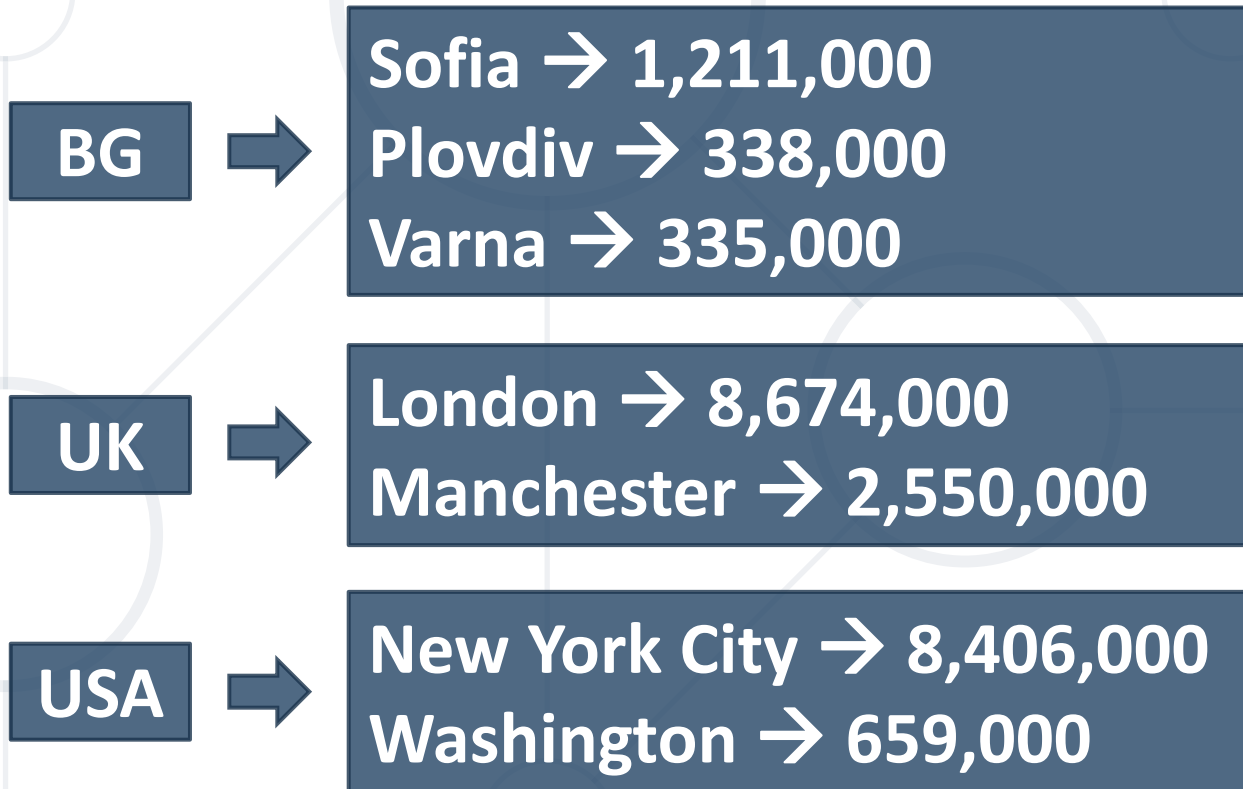 BG
Sofia → 1,211,000
Plovdiv → 338,000
Varna → 335,000
UK
London → 8,674,000
Manchester → 2,550,000
USA
New York City → 8,406,000
Washington → 659,000